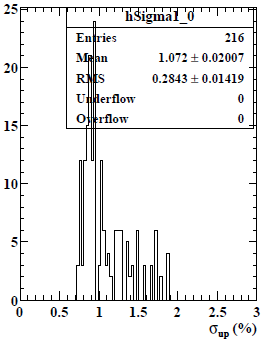 hSigma1_0
Entries 216
Mean 1.072 ± 0.02007
RMS 0.2843 ± 0.01419
Underflow 0
Overflow 0
25
20
15
10
5
0
0 0.5 1 1.5 2 2.5 3
σup (%)